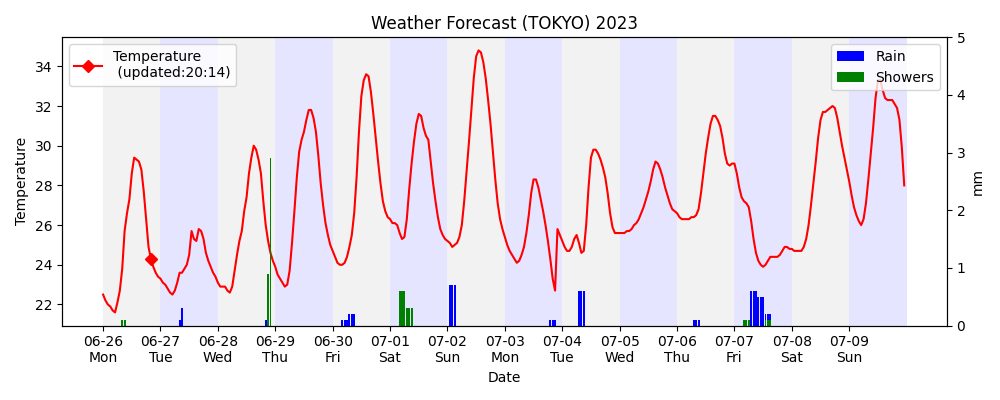 Weather Forecast (TOKYO) 2023
Temperature
(updated:20:14)
Rain
Showers
Temperature
34
32
30
28
26
24
22
5
4
3
2
1
0
mm
06-26 06-27 06-28 06-29 06-30 07-01 07-02 07-03 07-04 07-05 07-06 07-07 07-08 07-09
Mon Tue Wed Thu Fri Sat Sun Mon Tue Wed Thu Fri Sat Sun
Date